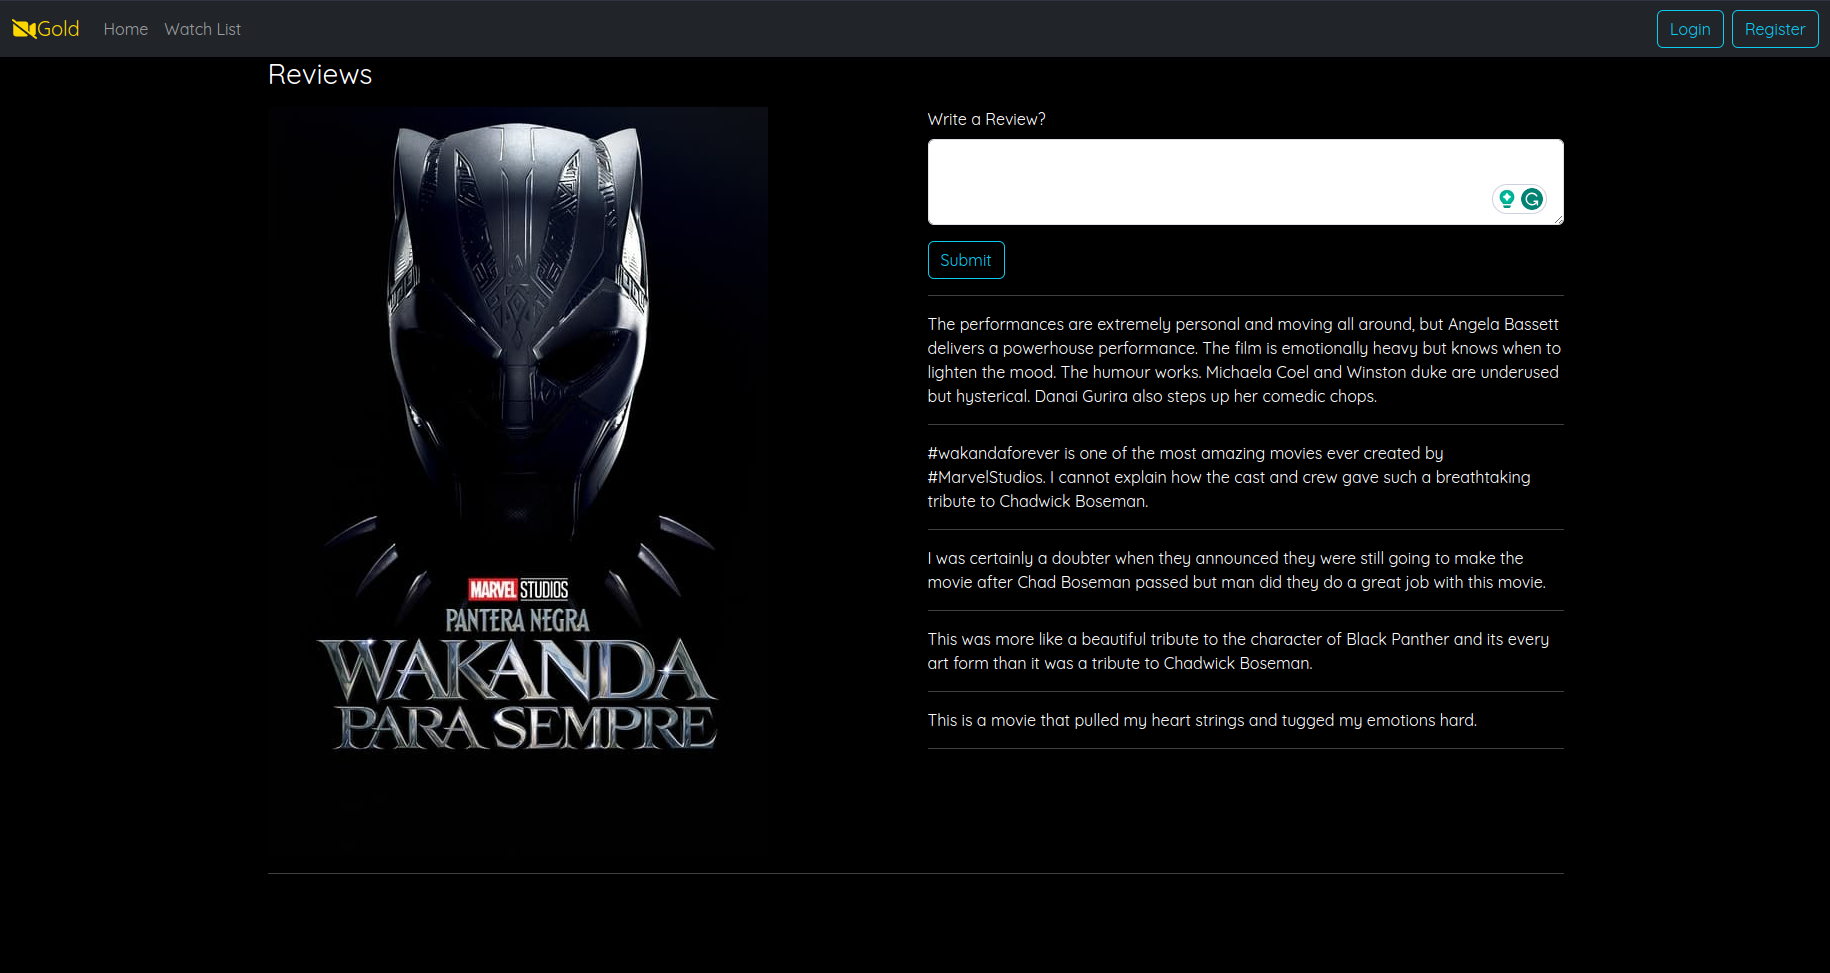 Gold Home Watch List Login Register
Reviews
MARVEL STUDIOS
PANTERA NEGRA
WAKANDA
PARA SEMPRE
Write a Review?
Submit
The performances are extremely personal and moving all around, but Angela Bassett
delivers a powerhouse performance. The film is emotionally heavy but knows when to
lighten the mood. The humour works. Michaela Coel and Winston duke are underused
but hysterical. Danai Gurira also steps up her comedic chops.
#wakandaforever is one of the most amazing movies ever created by
#MarvelStudios. I cannot explain how the cast and crew gave such a breathtaking
tribute to Chadwick Boseman.
I was certainly a doubter when they announced they were still going to make the
movie after Chad Boseman passed but man did they do a great job with this movie.
This was more like a beautiful tribute to the character of Black Panther and its every
art form than it was a tribute to Chadwick Boseman.
This is a movie that pulled my heart strings and tugged my emotions hard.